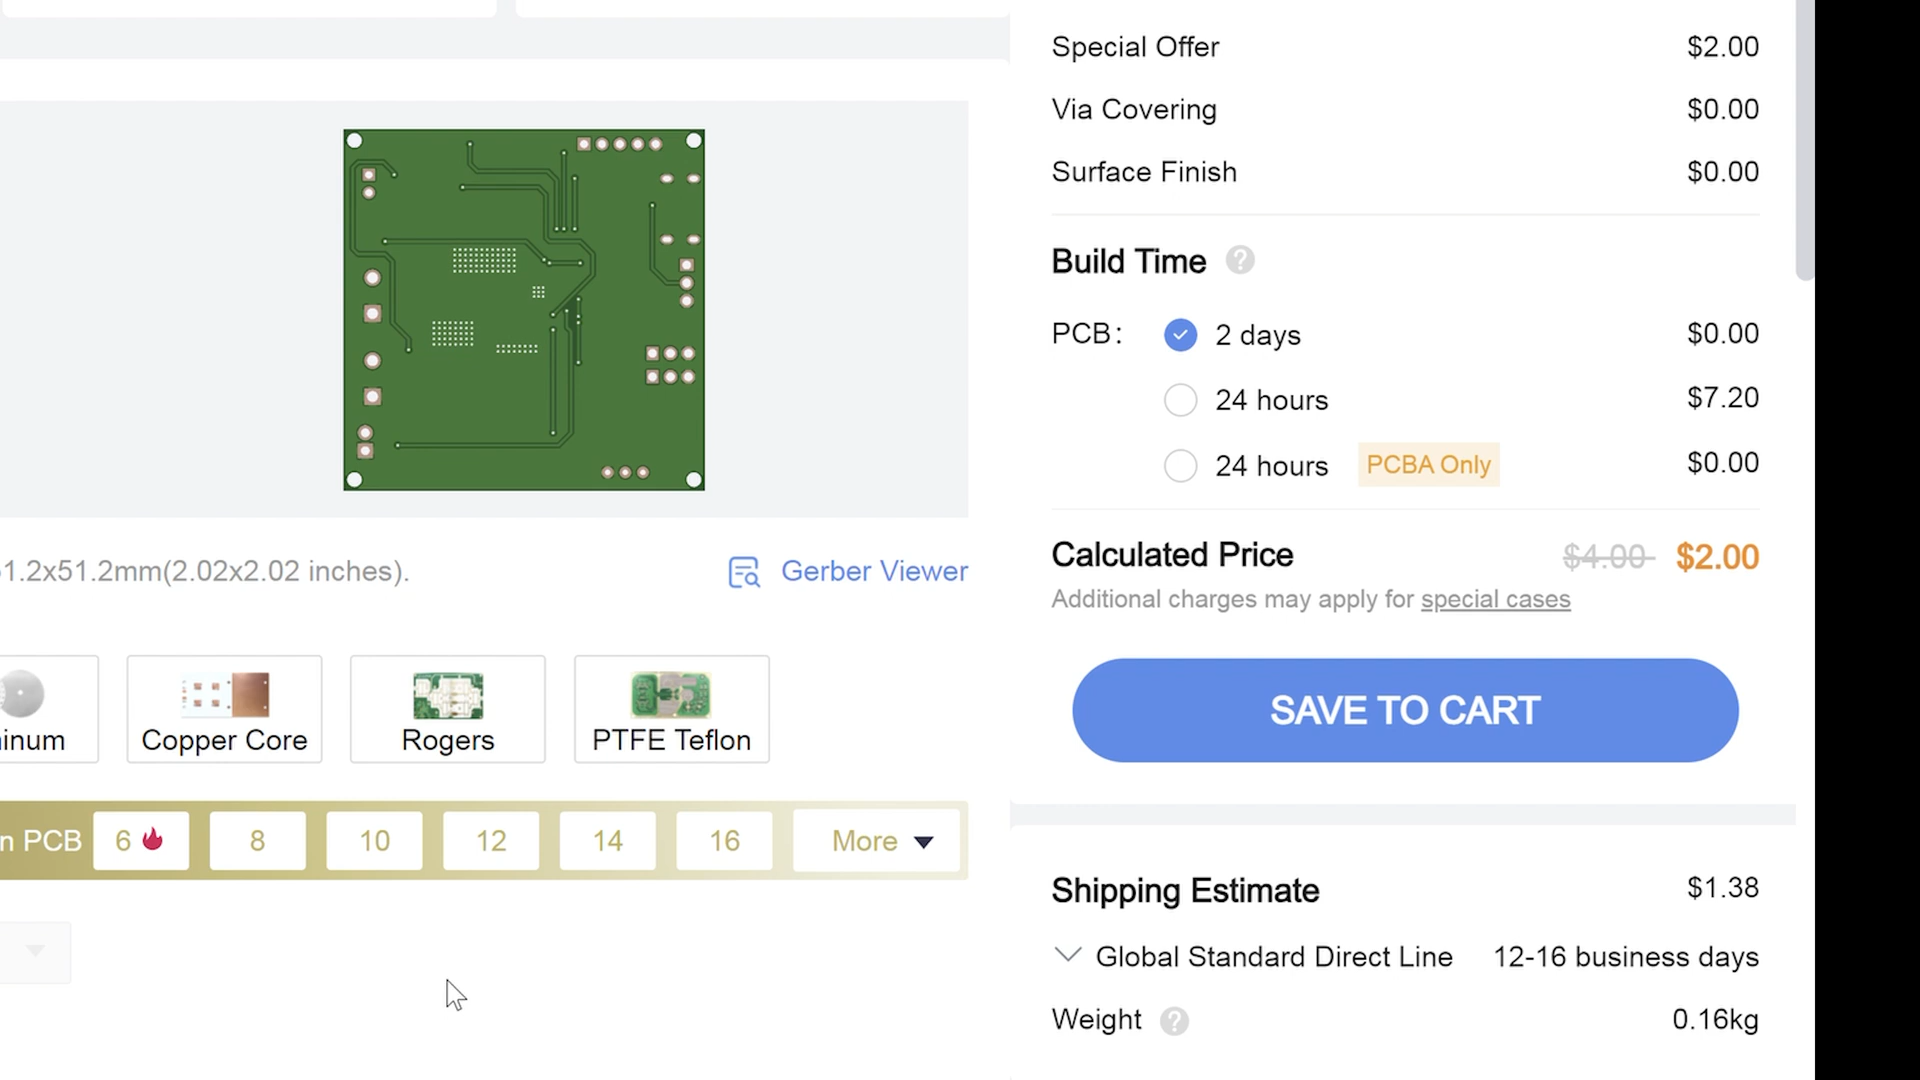 Special Offer $2.00
Via Covering $0.00
Surface Finish $0.00
Build Time ?
PCB: 2 days $0.00
24 hours $7.20
24 hours PCBA Only $0.00
Calculated Price $4.00 $2.00
Additional charges may apply for special cases
SAVE TO CART
Shipping Estimate $1.38
Global Standard Direct Line 12-16 business days
Weight ? 0.16kg
1.2x51.2mm(2.02x2.02 inches).
Gerber Viewer
inum
Copper Core
Rogers
PTFE Teflon
n PCB 6 8 10 12 14 16 More